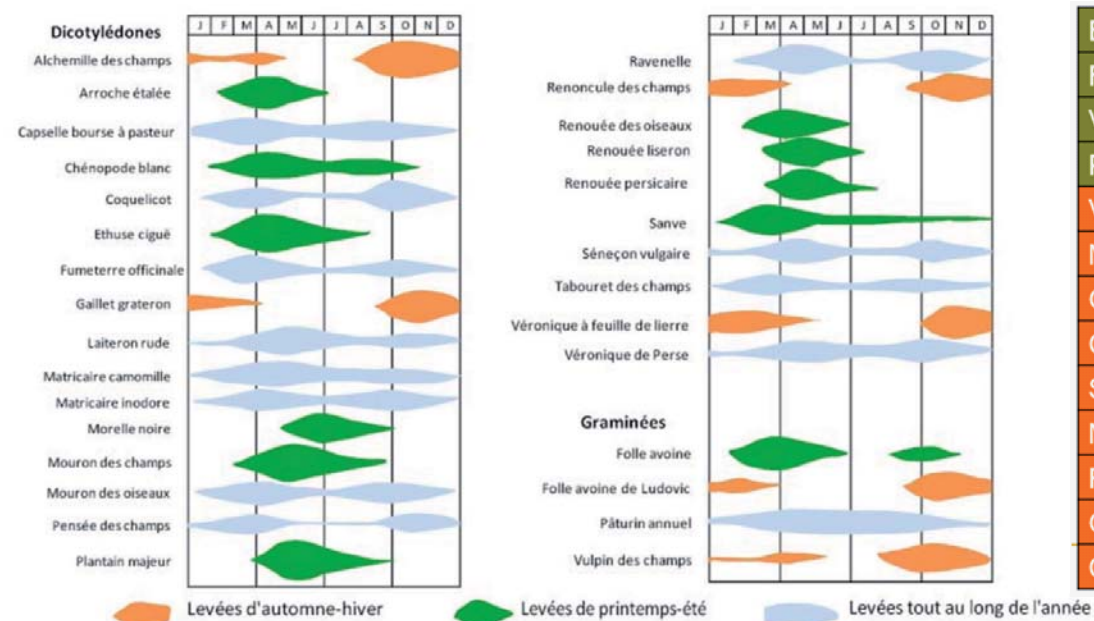 J F M A M J J A S O N D
Dicotylédones
Alchemille des champs
Arroche étalée
Capselle bourse à pasteur
Chénopode blanc
Coquelicot
Ethuse ciguë
Fumeterre officinale
Gaillet grateron
Laiteron rude
Matricaire camomille
Matricaire inodore
Morelle noire
Mouron des champs
Mouron des oiseaux
Pensée des champs
Plantain majeur
J F M A M J J A S O N D
Ravenelle
Renoncule des champs
Renouée des oiseaux
Renouée liseron
Renouée persicaire
Sanve
Séneçon vulgaire
Tabouret des champs
Véronique à feuille de lierre
Véronique de Perse
Graminées
Folle avoine
Folle avoine de Ludovic
Pâturin annuel
Vulpin des champs
Levées d'automne-hiver
Levées de printemps-été
Levées tout au long de l'année